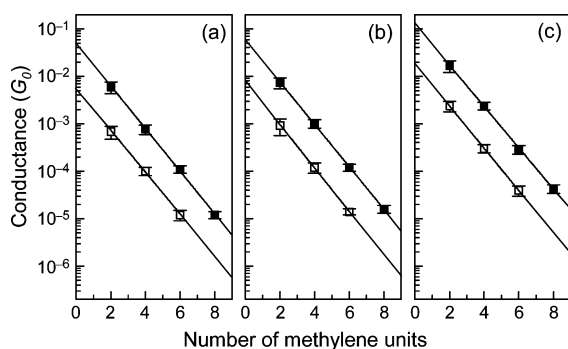 (a) (b) (c)
Conductance (G₀)
10⁻¹
10⁻²
10⁻³
10⁻⁴
10⁻⁵
10⁻⁶
0 2 4 6 8 0 2 4 6 8 0 2 4 6 8
Number of methylene units